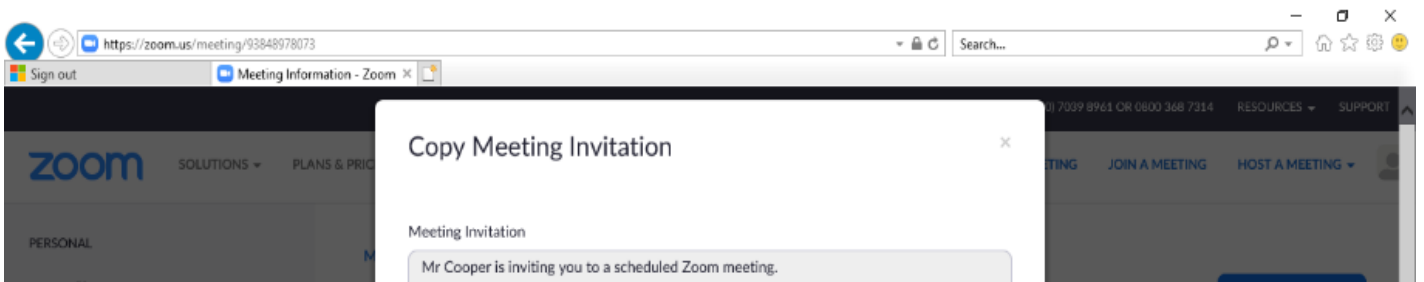 https://zoom.us/meeting/93848978073
Search...
Sign out
Meeting Information - Zoom
0) 7039 8961 OR 0800 368 7314 RESOURCES SUPPORT
Copy Meeting Invitation
zoom SOLUTIONS PLANS & PRIC ETING JOIN A MEETING HOST A MEETING
Meeting Invitation
PERSONAL
M
Mr Cooper is inviting you to a scheduled Zoom meeting.